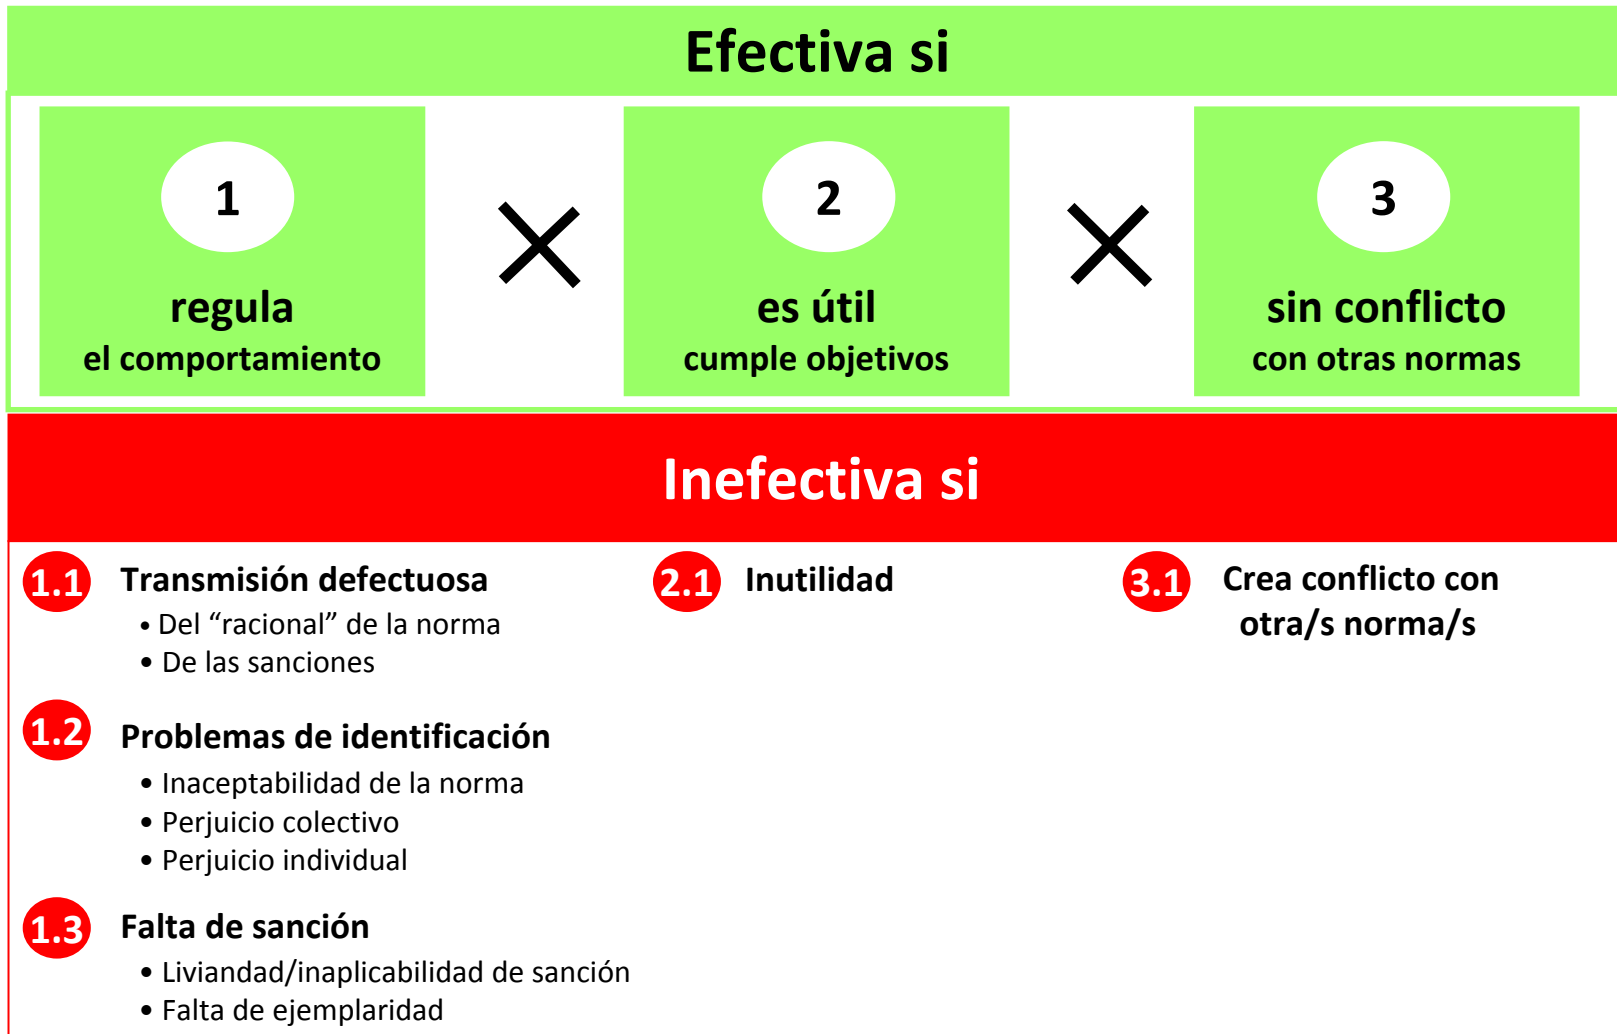 Efectiva si
1
regula
el comportamiento
2
es útil
cumple objetivos
3
sin conflicto
con otras normas
Inefectiva si
1.1 Transmisión defectuosa
• Del “racional” de la norma
• De las sanciones
1.2 Problemas de identificación
• Inaceptabilidad de la norma
• Perjuicio colectivo
• Perjuicio individual
1.3 Falta de sanción
• Liviandad/inaplicabilidad de sanción
• Falta de ejemplaridad
2.1 Inutilidad
3.1 Crea conflicto con
otra/s norma/s